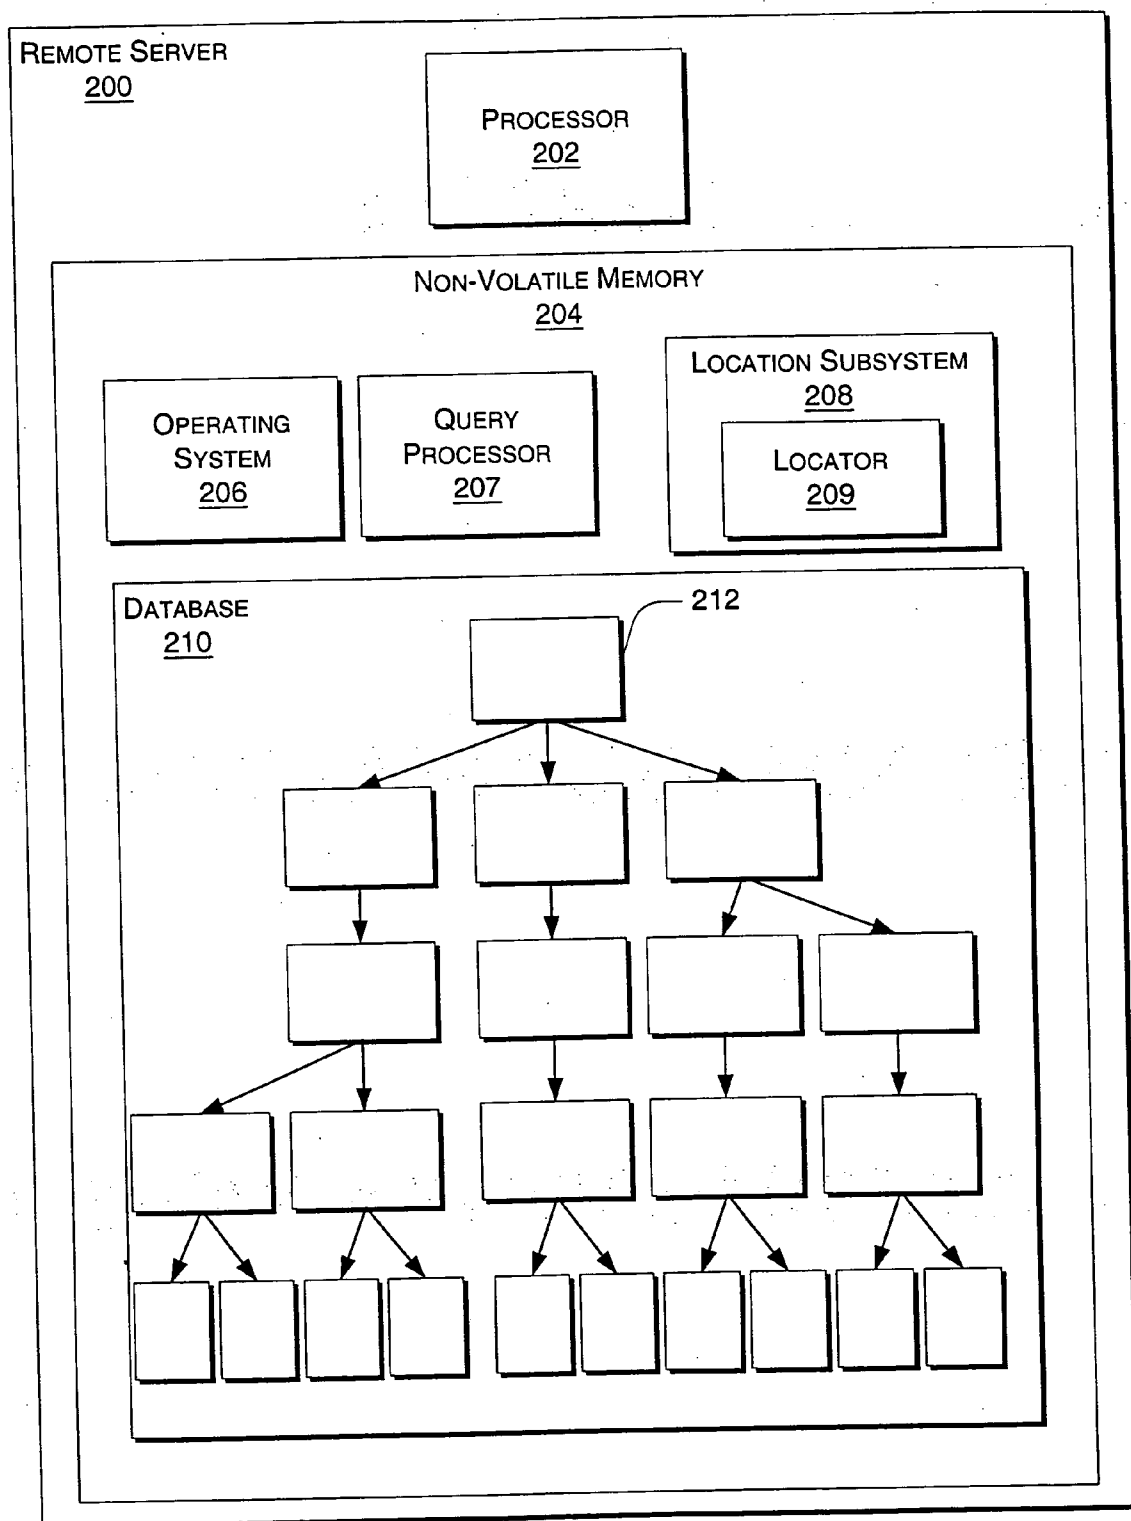 REMOTE SERVER
200
PROCESSOR
202
NON-VOLATILE MEMORY
204
OPERATING
SYSTEM
206
QUERY
PROCESSOR
207
LOCATION SUBSYSTEM
208
LOCATOR
209
DATABASE
210
212